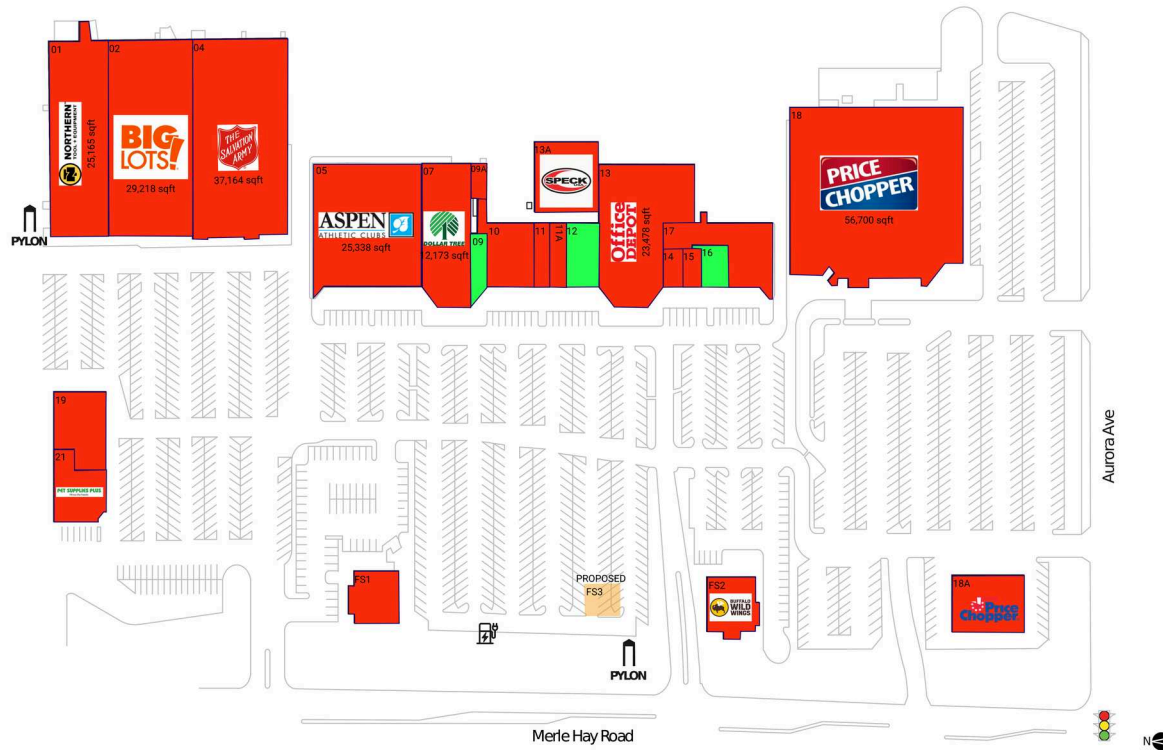 01
02
04
NORTHERN
TOOL + EQUIPMENT
25,165 sqft
BIG
LOTS!
29,218 sqft
THE
SALVATION
ARMY
37,164 sqft
PYLON
05
ASPEN
ATHLETIC CLUBS
25,338 sqft
07
DOLLAR TREE
12,173 sqft
09A
09
10
11
11A
12
13A
SPECK
13
Office
DEPOT
23,478 sqft
17
14
15
16
18
PRICE
CHOPPER
56,700 sqft
19
21
PET SUPPLIES PLUS
FS1
PROPOSED
FS3
PYLON
FS2
BUFFALO
WILD
WINGS
18A
Price
Chopper
Aurora Ave
Merle Hay Road
N